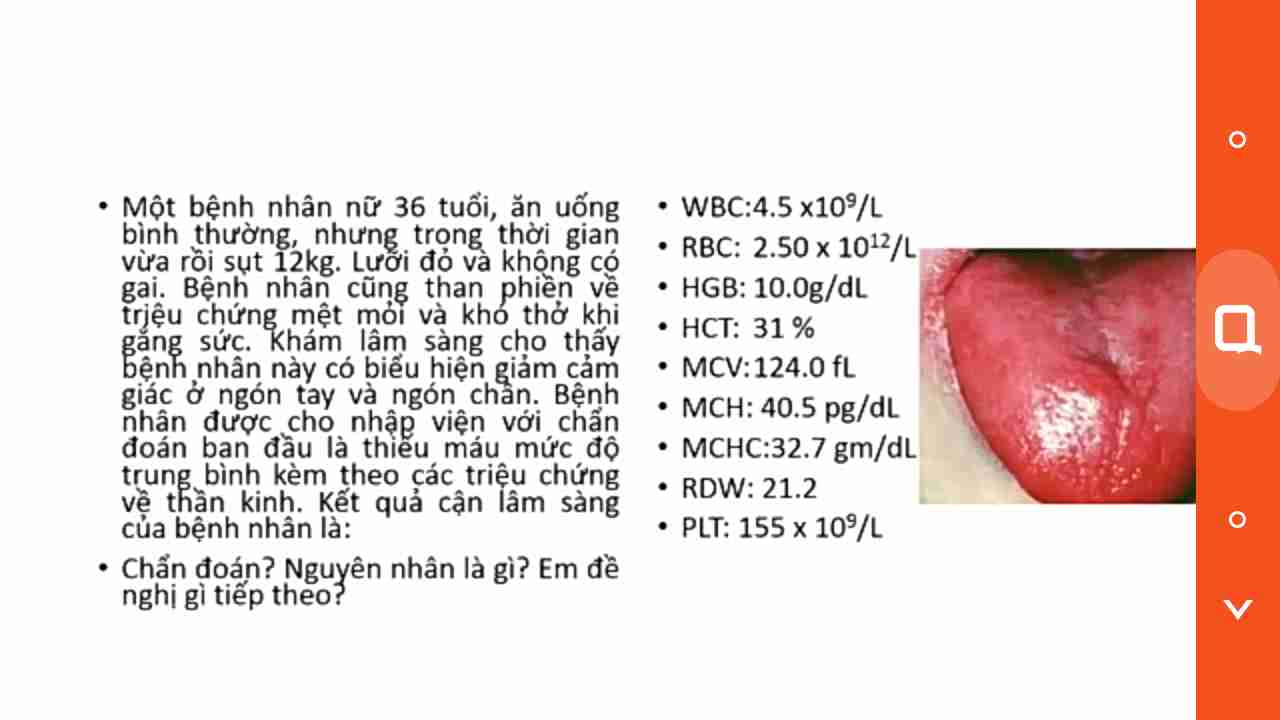 • Một bệnh nhân nữ 36 tuổi, ăn uống
bình thường, nhưng trong thời gian
vừa rồi sụt 12kg. Lưỡi đỏ và không có
gai. Bệnh nhân cũng than phiền về
triệu chứng mệt mỏi và khó thở khi
gắng sức. Khám lâm sàng cho thấy
bệnh nhân này có biểu hiện giảm cảm
giác ở ngón tay và ngón chân. Bệnh
nhân được cho nhập viện với chẩn
đoán ban đầu là thiếu máu mức độ
trung bình kèm theo các triệu chứng
về thần kinh. Kết quả cận lâm sàng
của bệnh nhân là:
• Chẩn đoán? Nguyên nhân là gì? Em đề
nghị gì tiếp theo?
• WBC:4.5 x10⁹/L
• RBC: 2.50 x 10¹²/L
• HGB: 10.0g/dL
• HCT: 31 %
• MCV:124.0 fL
• MCH: 40.5 pg/dL
• MCHC:32.7 gm/dL
• RDW: 21.2
• PLT: 155 x 10⁹/L